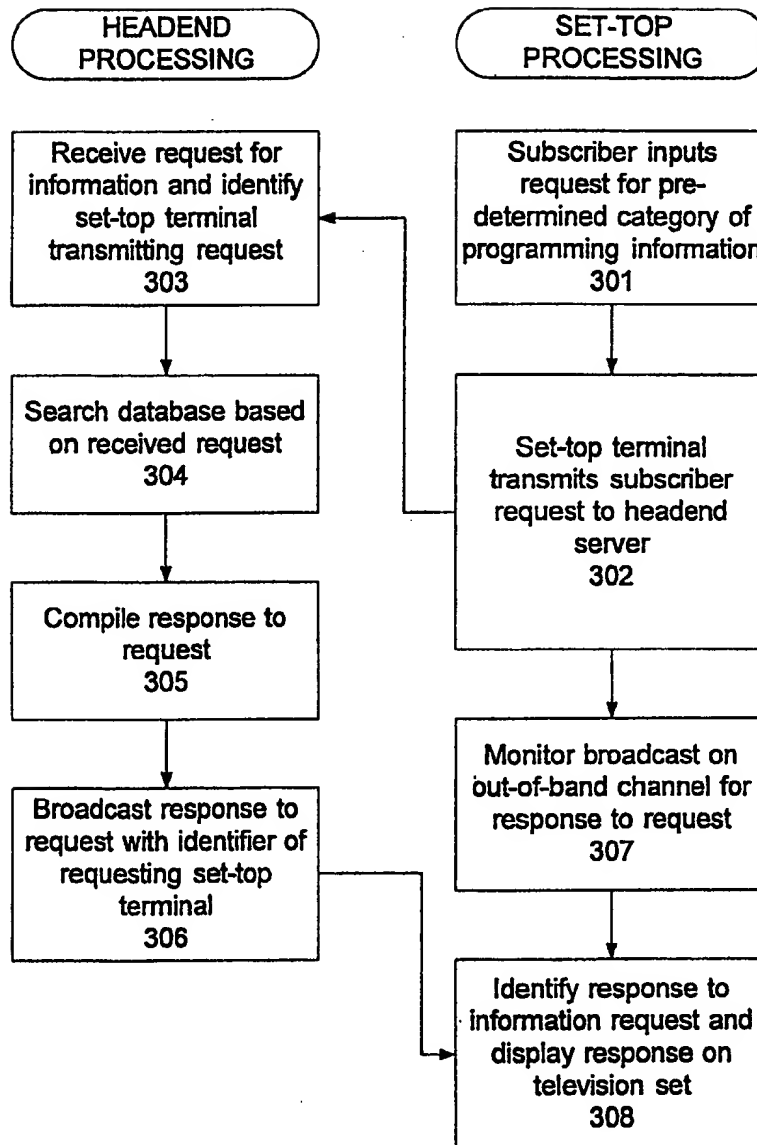 HEADEND
PROCESSING
Receive request for
information and identify
set-top terminal
transmitting request
303
Search database based
on received request
304
Compile response to
request
305
Broadcast response to
request with identifier of
requesting set-top
terminal
306
SET-TOP
PROCESSING
Subscriber inputs
request for pre-
determined category of
programming information
301
Set-top terminal
transmits subscriber
request to headend
server
302
Monitor broadcast on
out-of-band channel for
response to request
307
Identify response to
information request and
display response on
television set
308